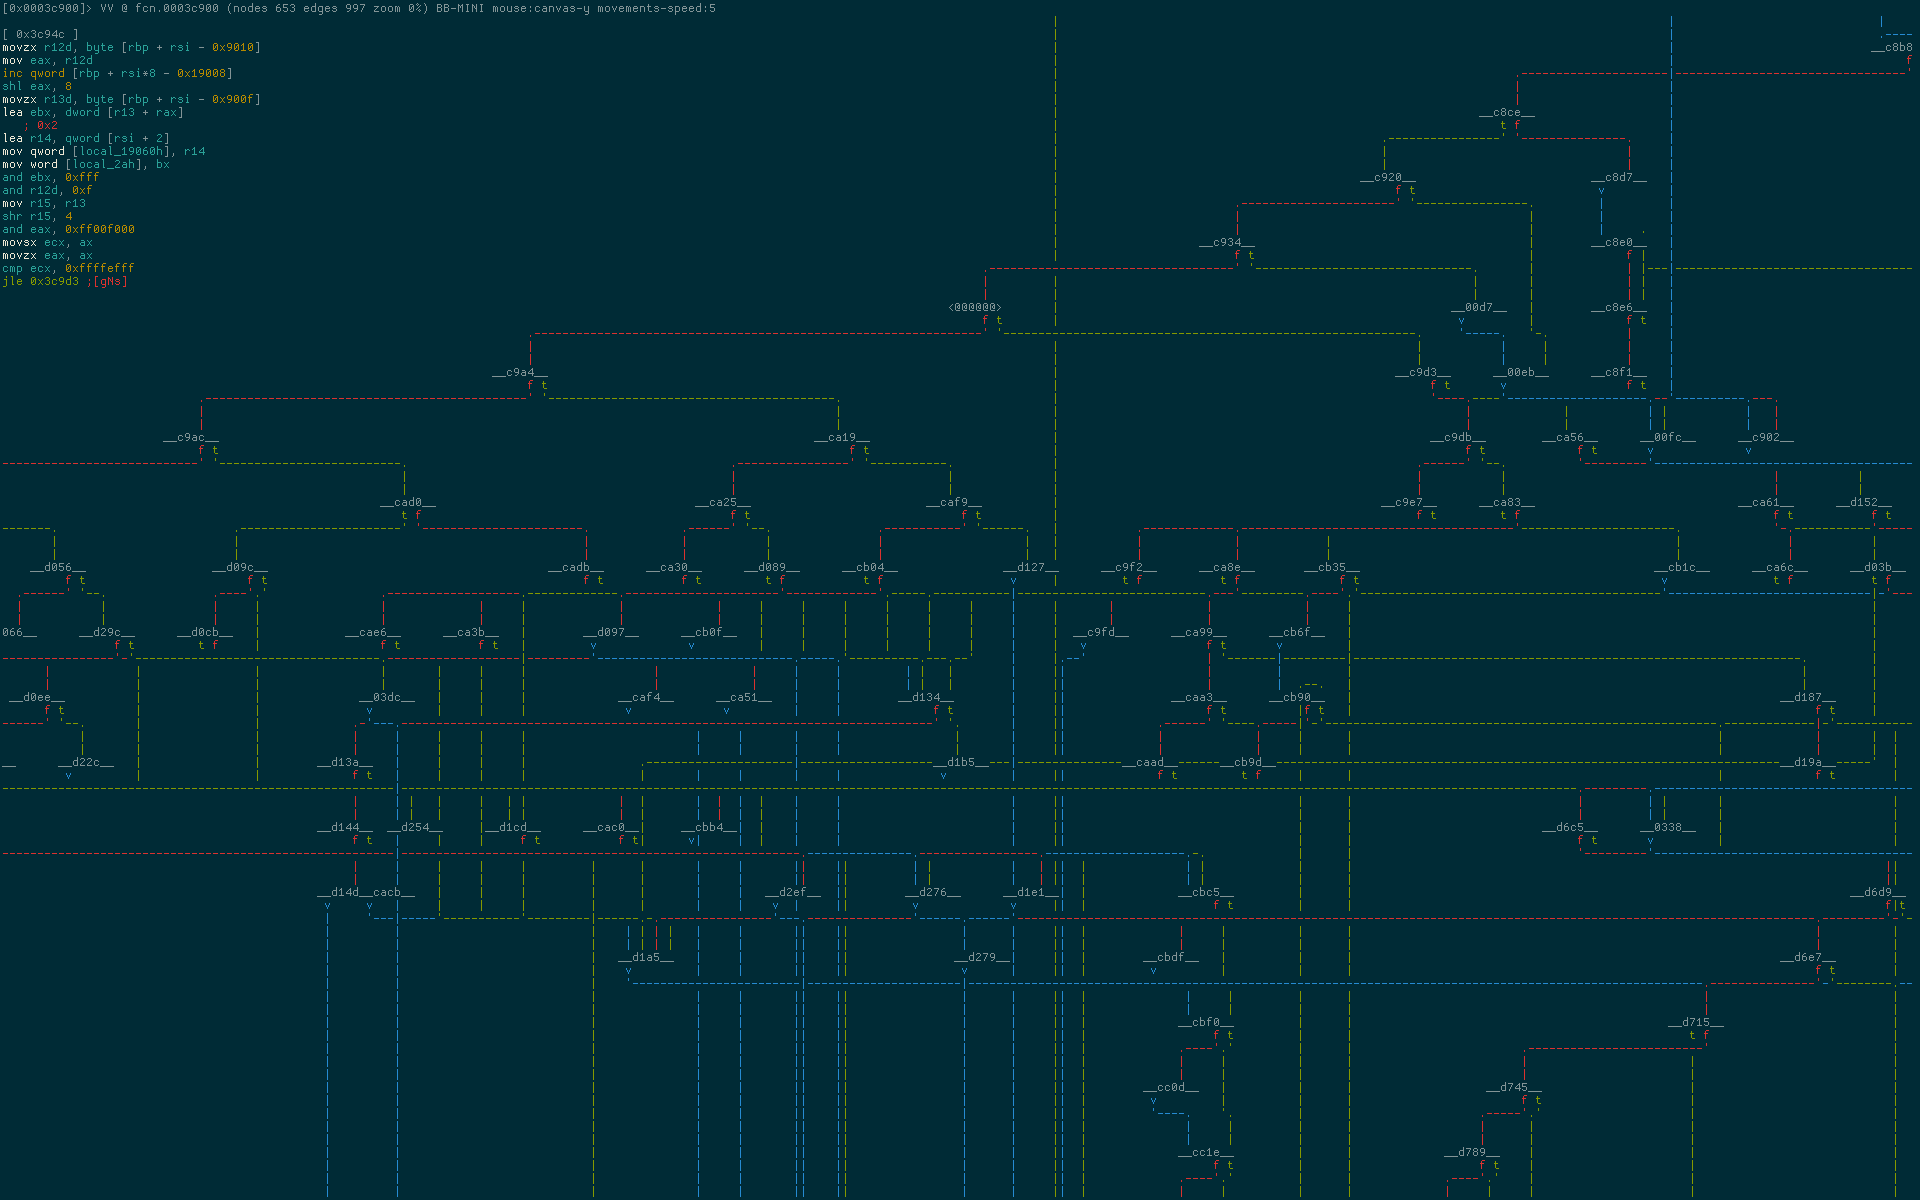 [0x0003c900]> VV @ fcn.0003c900 (nodes 653 edges 997 zoom 0%) BB-MINI mouse:canvas-y movements-speed:5
[ 0x3c94c ]
movzx r12d, byte [rbp + rsi - 0x9010]
mov eax, r12d
inc qword [rbp + rsi*8 - 0x19008]
shl eax, 8
movzx r13d, byte [rbp + rsi - 0x900f]
lea ebx, dword [r13 + rax]
; 0x2
lea r14, qword [rsi + 2]
mov qword [local_19060h], r14
mov word [local_2ah], bx
and ebx, 0xfff
and r12d, 0xf
mov r15, r13
shr r15, 4
and eax, 0xff00f000
movsx ecx, ax
movzx eax, ax
cmp ecx, 0xffffefff
jle 0x3c9d3 ;[gNs]
__c8b8
f
__c8ce__
t f
__c920__ __c8d7__
f t v
__c934__ __c8e0__
f t f
<@@@@@@> __00d7__ __c8e6__
f t v f t
__c9a4__ __c9d3__ __00eb__ __c8f1__
f t f t v f t
__c9ac__ __ca19__ __c9db__ __ca56__ __00fc__ __c902__
f t f t f t f t v v
__cad0__ __ca25__ __caf9__ __c9e7__ __ca83__ __ca61__ __d152__
t f f t f t f t t f f t f t
__d056__ __d09c__ __cadb__ __ca30__ __d089__ __cb04__ __d127__ __c9f2__ __ca8e__ __cb35__ __cb1c__ __ca6c__ __d03b__
f t f t f t f t t f t f v t f t f f t v t f t f
066__ __d29c__ __d0cb__ __cae6__ __ca3b__ __d097__ __cb0f__ __c9fd__ __ca99__ __cb6f__
f t t f f t f t v v v f t v
__d0ee__ __03dc__ __caf4__ __ca51__ __d134__ __caa3__ __cb90__ __d187__
f t v v v f t f t f t f t
__ __d22c__ __d13a__ __d1b5__ __caad__ __cb9d__ __d19a__
v f t v f t t f f t
__d144__ __d254__ __d1cd__ __cac0__ __cbb4__ __d6c5__ __0338__
f t f t f t v f t v
__d14d__cacb__ __d2ef__ __d276__ __d1e1__ __cbc5__ __d6d9__
v v v v v f t f t
__d1a5__ __d279__ __cbdf__ __d6e7__
v v v f t
__cbf0__ __d715__
f t t f
__cc0d__ __d745__
v f t
__cc1e__ __d789__
f t f t